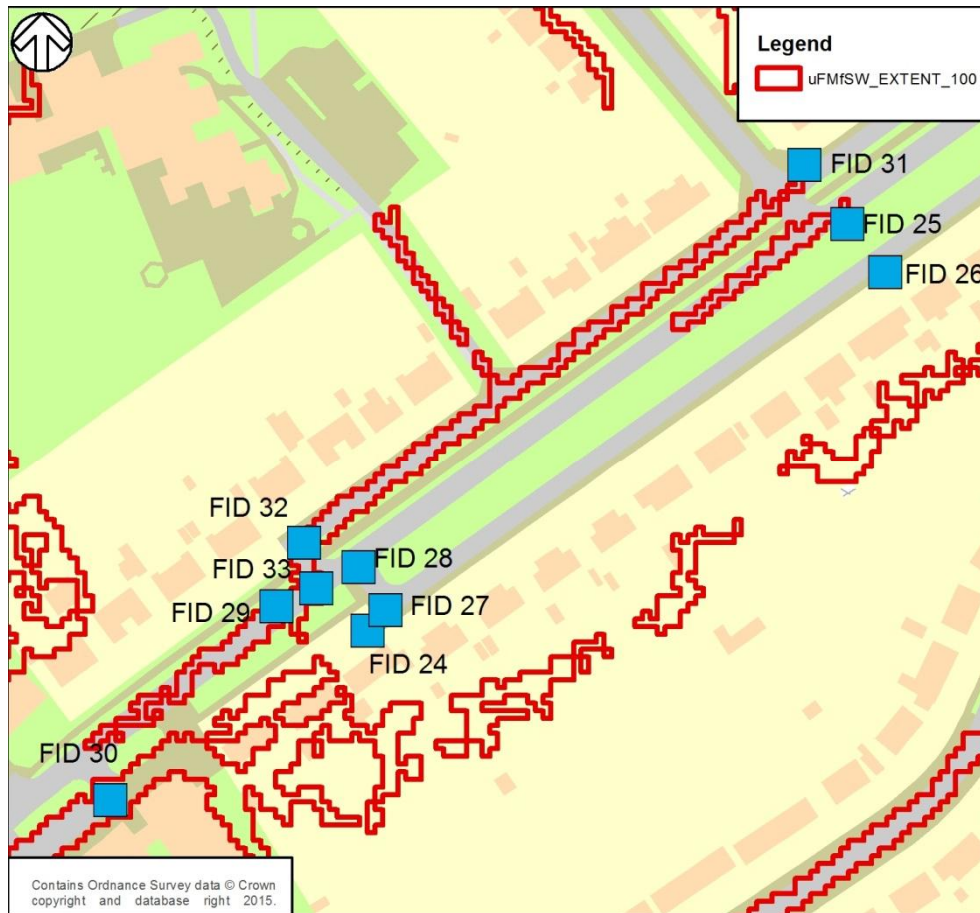 Legend
uFMfSW_EXTENT_100
FID 31
FID 25
FID 26
FID 32
FID 28
FID 33
FID 29
FID 27
FID 24
FID 30
Contains Ordnance Survey data © Crown
copyright and database right 2015.